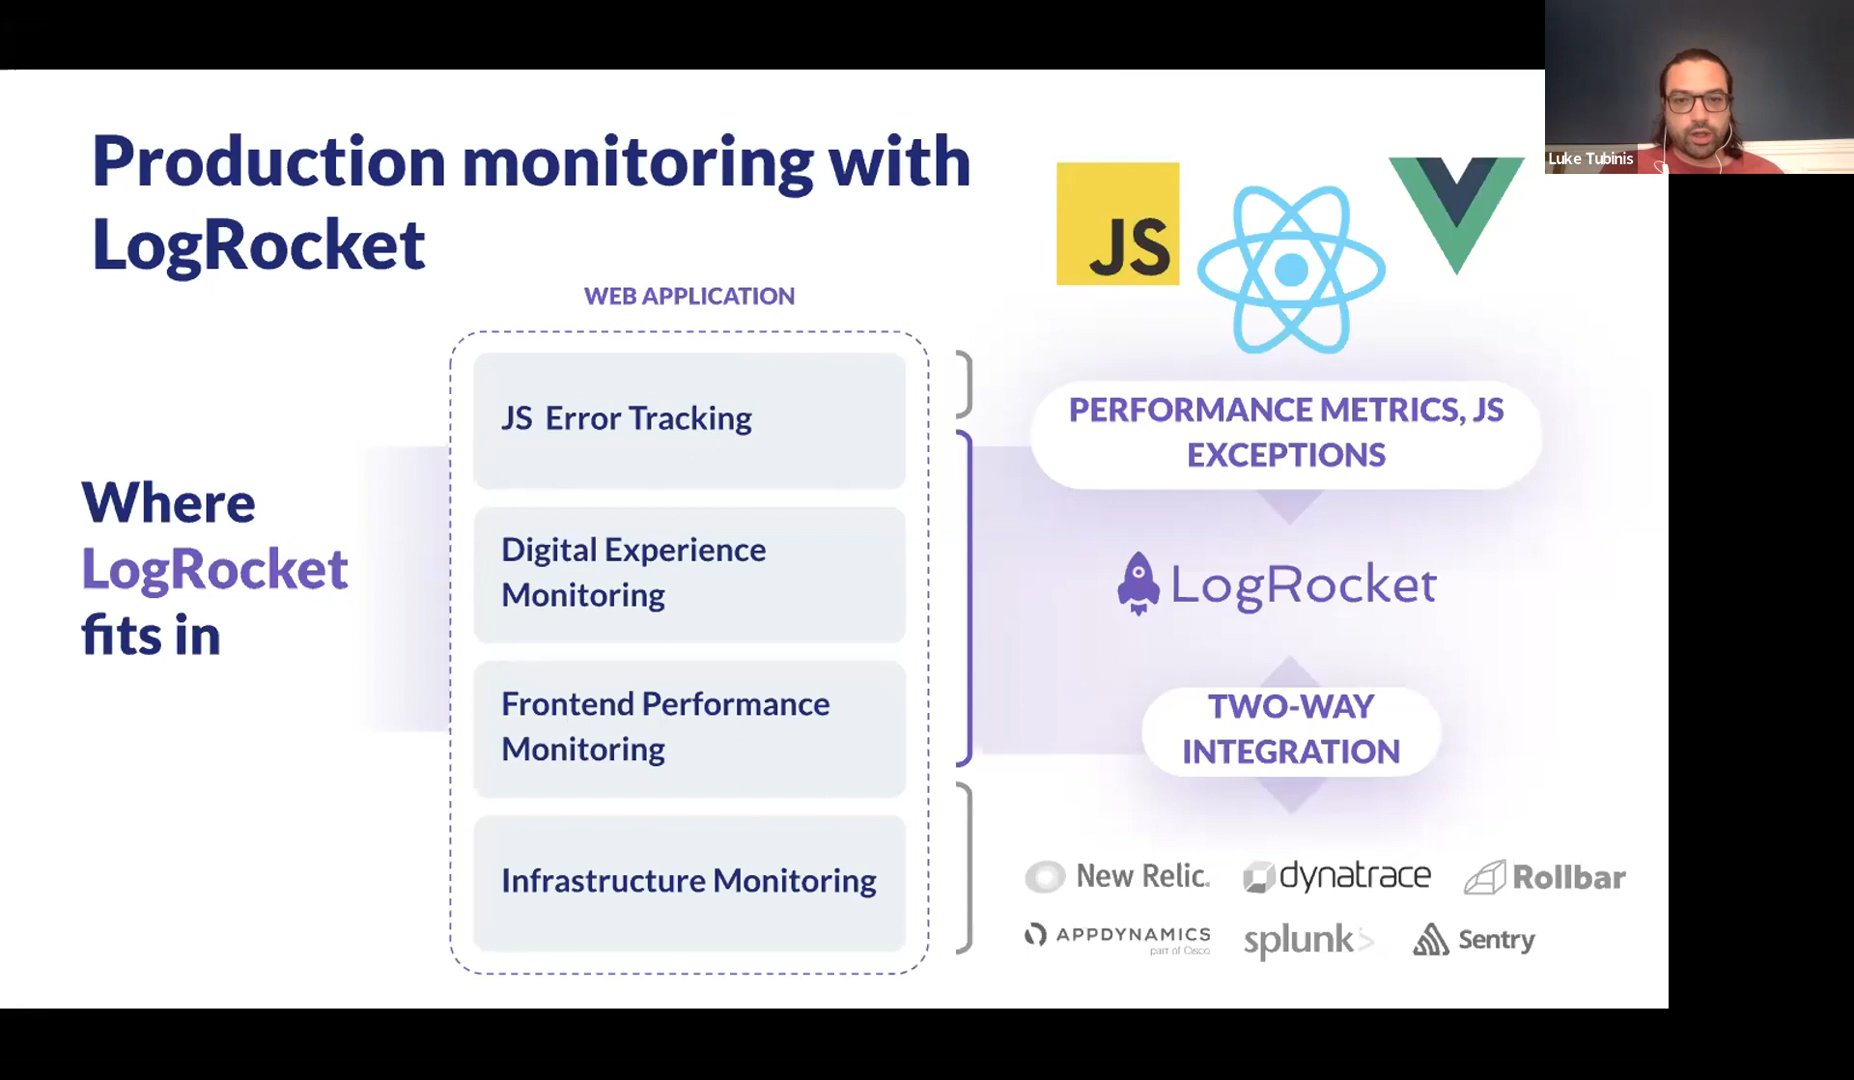 Production monitoring with
LogRocket
WEB APPLICATION
Where
LogRocket
fits in
JS Error Tracking
Digital Experience
Monitoring
Frontend Performance
Monitoring
Infrastructure Monitoring
JS
PERFORMANCE METRICS, JS
EXCEPTIONS
LogRocket
TWO-WAY
INTEGRATION
New Relic.
dynatrace
Rollbar
APPDYNAMICS
part of Cisco
splunk>
Sentry
Luke Tubinis